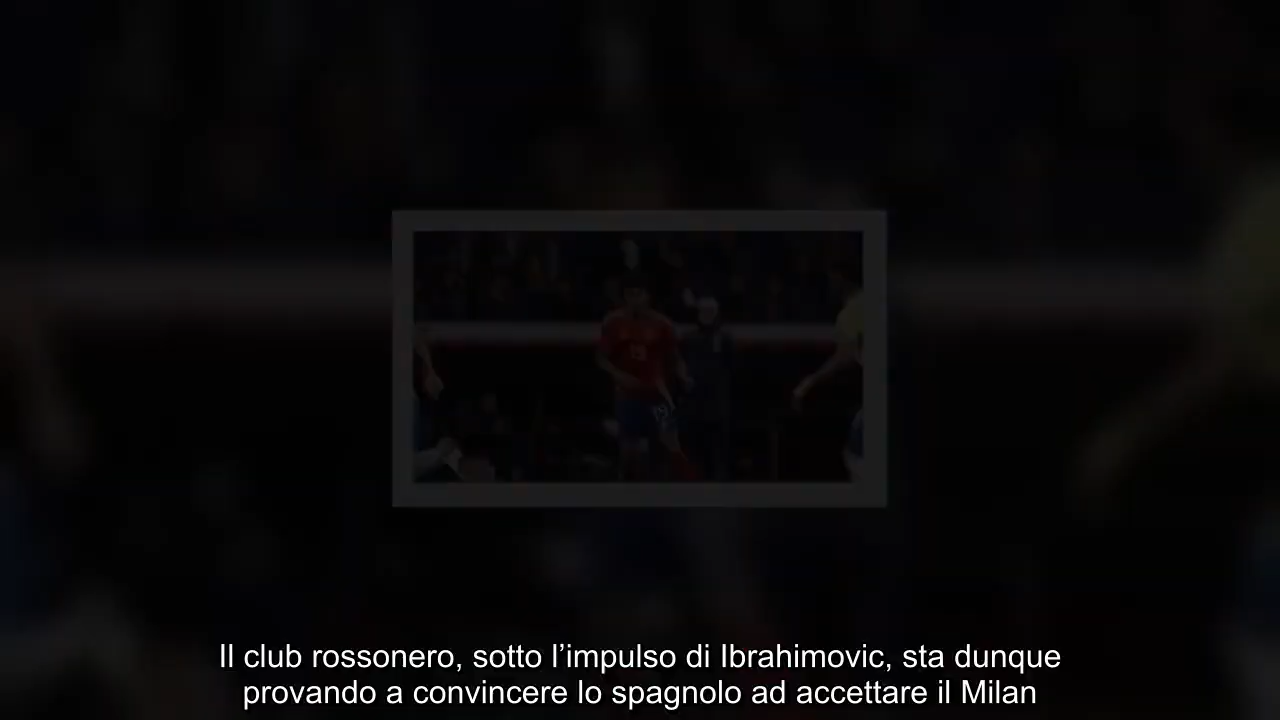 Il club rossonero, sotto l’impulso di Ibrahimovic, sta dunque
provando a convincere lo spagnolo ad accettare il Milan